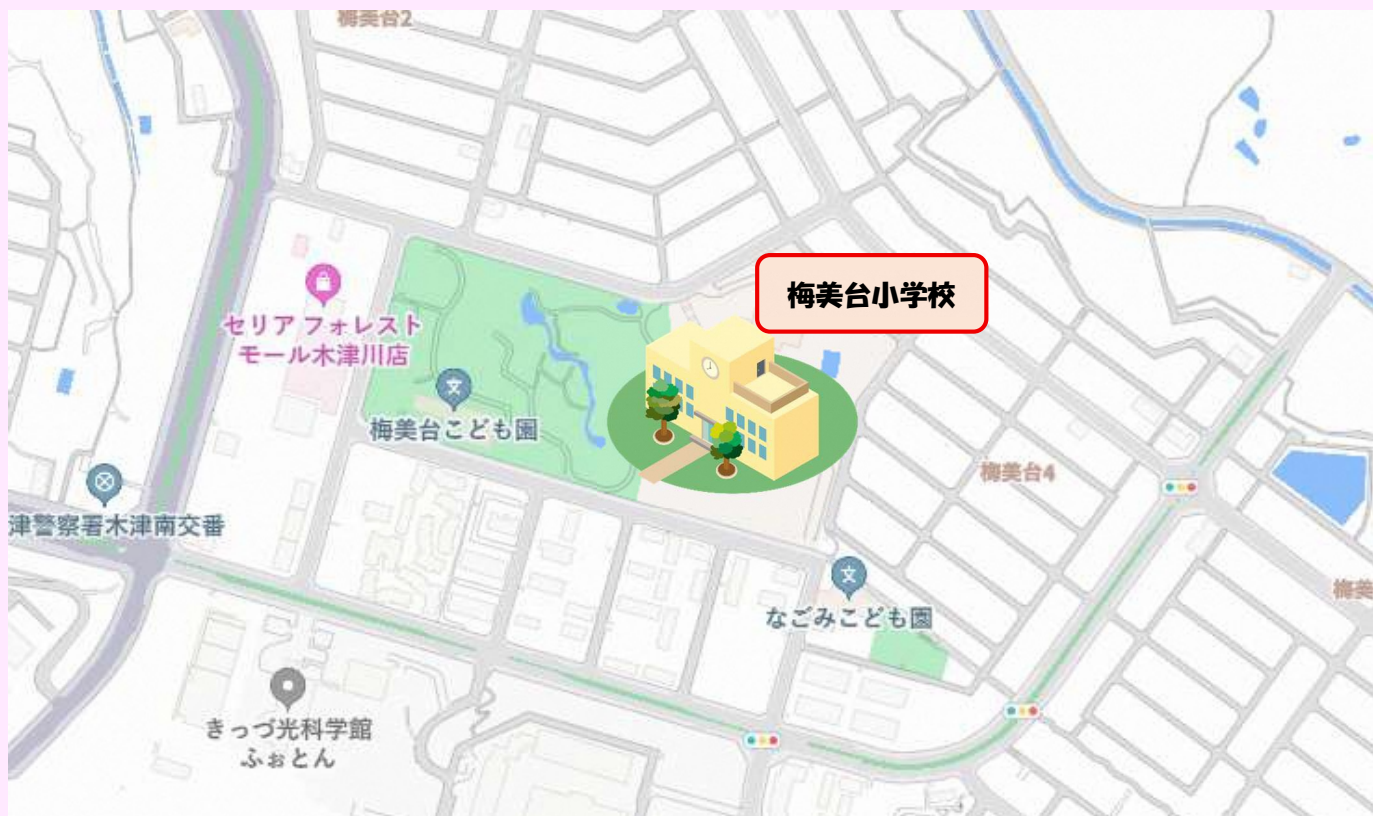 梅美台2
梅美台小学校
セリア フォレスト
モール木津川店
文
梅美台こども園
梅美台4
津警察署木津南交番
文
なごみこども園
梅美
きっづ光科学館
ふぉとん